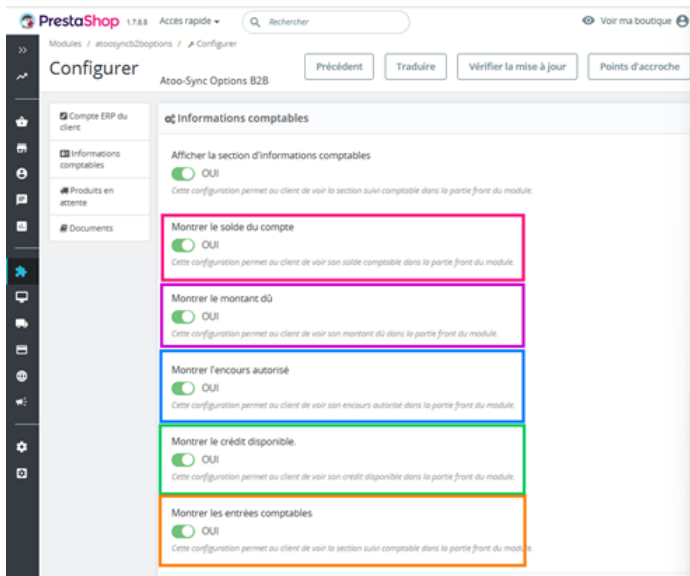 PrestaShop 1.7.8.8 Accès rapide Rechercher Voir ma boutique
Modules / atoosyncb2boptions / Configurer
Configurer
Atoo-Sync Options B2B
Précédent Traduire Vérifier la mise à jour Points d'accroche
Compte ERP du
client
Informations
comptables
Produits en
attente
Documents
Informations comptables
Afficher la section d'informations comptables
OUI
Cette configuration permet au client de voir la section suivi comptable dans la partie front du module.
Montrer le solde du compte
OUI
Cette configuration permet au client de voir son solde comptable dans la partie front du module.
Montrer le montant dû
OUI
Cette configuration permet au client de voir son montant dû dans la partie front du module.
Montrer l'encours autorisé
OUI
Cette configuration permet au client de voir son encours autorisé dans la partie front du module.
Montrer le crédit disponible.
OUI
Cette configuration permet au client de voir son crédit disponible dans la partie front du module.
Montrer les entrées comptables
OUI
Cette configuration permet au client de voir la section suivi comptable dans la partie front du module.